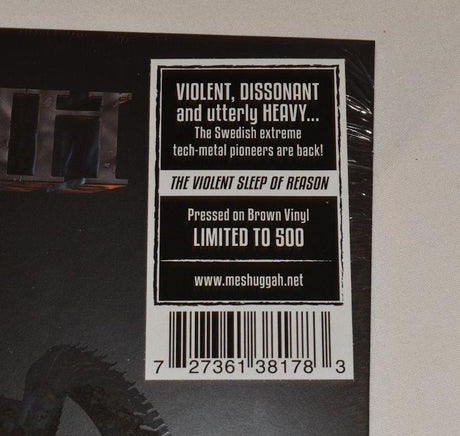 H
VIOLENT, DISSONANT
and utterly HEAVY...
The Swedish extreme
tech-metal pioneers are back!
THE VIOLENT SLEEP OF REASON
Pressed on Brown Vinyl
LIMITED TO 500
www.meshuggah.net
7 27361 38178 3